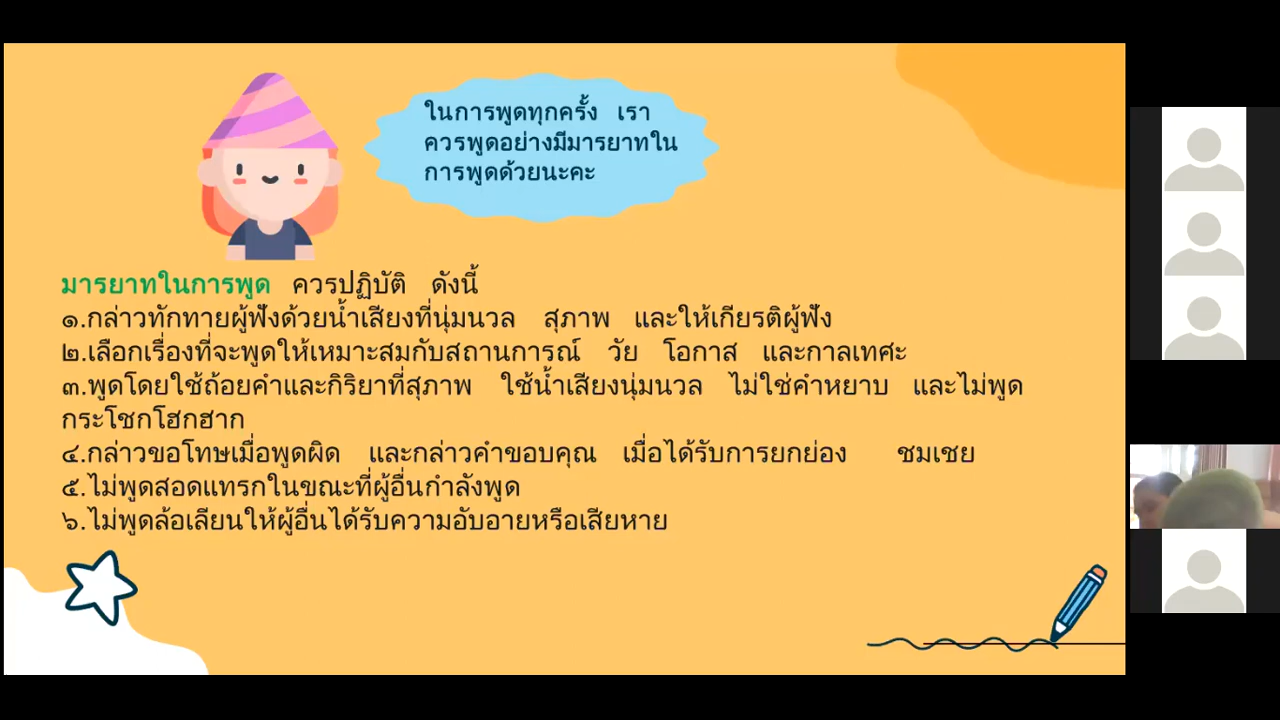 ในการพูดทุกครั้ง เรา
ควรพูดอย่างมีมารยาทใน
การพูดด้วยนะคะ
มารยาทในการพูด ควรปฏิบัติ ดังนี้
๑.กล่าวทักทายผู้ฟังด้วยน้ำเสียงที่นุ่มนวล สุภาพ และให้เกียรติผู้ฟัง
๒.เลือกเรื่องที่จะพูดให้เหมาะสมกับสถานการณ์ วัย โอกาส และกาลเทศะ
๓.พูดโดยใช้ถ้อยคำและกิริยาที่สุภาพ ใช้น้ำเสียงนุ่มนวล ไม่ใช่คำหยาบ และไม่พูด
กระโชกโฮกฮาก
๔.กล่าวขอโทษเมื่อพูดผิด และกล่าวคำขอบคุณ เมื่อได้รับการยกย่อง ชมเชย
๕.ไม่พูดสอดแทรกในขณะที่ผู้อื่นกำลังพูด
๖.ไม่พูดล้อเลียนให้ผู้อื่นได้รับความอับอายหรือเสียหาย